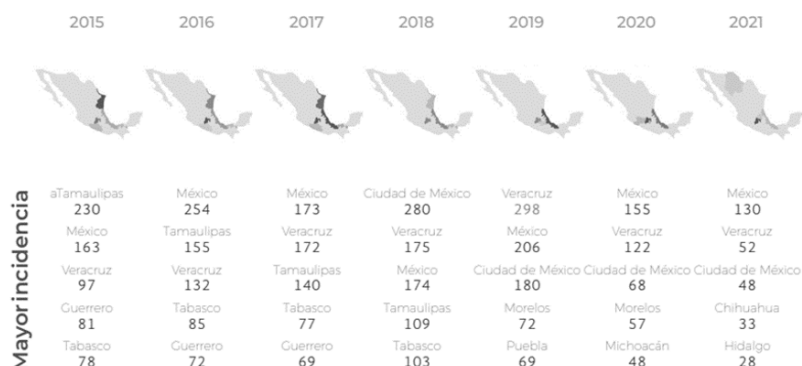 2015 2016 2017 2018 2019 2020 2021
Mayor incidencia
aTamaulipas México México Ciudad de México Veracruz México México
230 254 173 280 298 155 130
México Tamaulipas Veracruz Veracruz México Veracruz Veracruz
163 155 172 175 206 122 52
Veracruz Veracruz Tamaulipas México Ciudad de México Ciudad de México Ciudad de México
97 132 140 174 180 68 48
Guerrero Tabasco Tabasco Tamaulipas Morelos Morelos Chihuahua
81 85 77 109 72 57 33
Tabasco Guerrero Guerrero Tabasco Puebla Michoacán Hidalgo
78 72 69 103 69 48 28